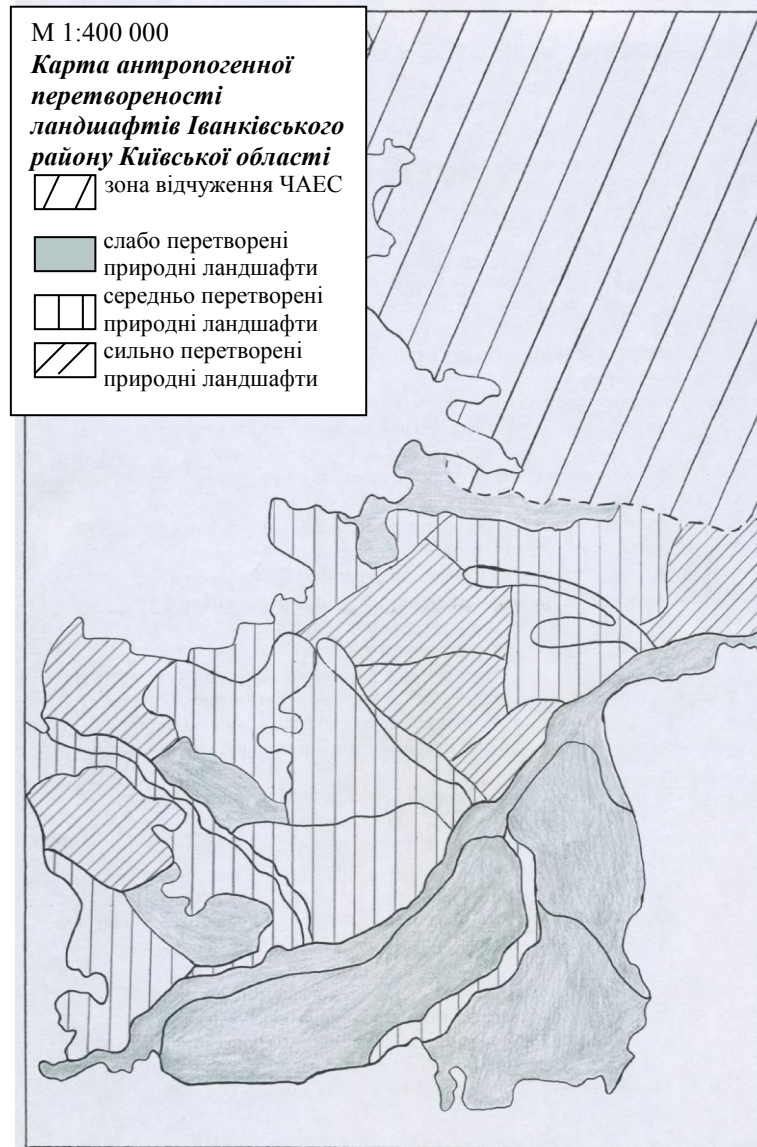 М 1:400 000
Карта антропогенної
перетвореності
ландшафтів Іванківського
району Київської області
зона відчуження ЧАЕС
слабо перетворені
природні ландшафти
середньо перетворені
природні ландшафти
сильно перетворені
природні ландшафти